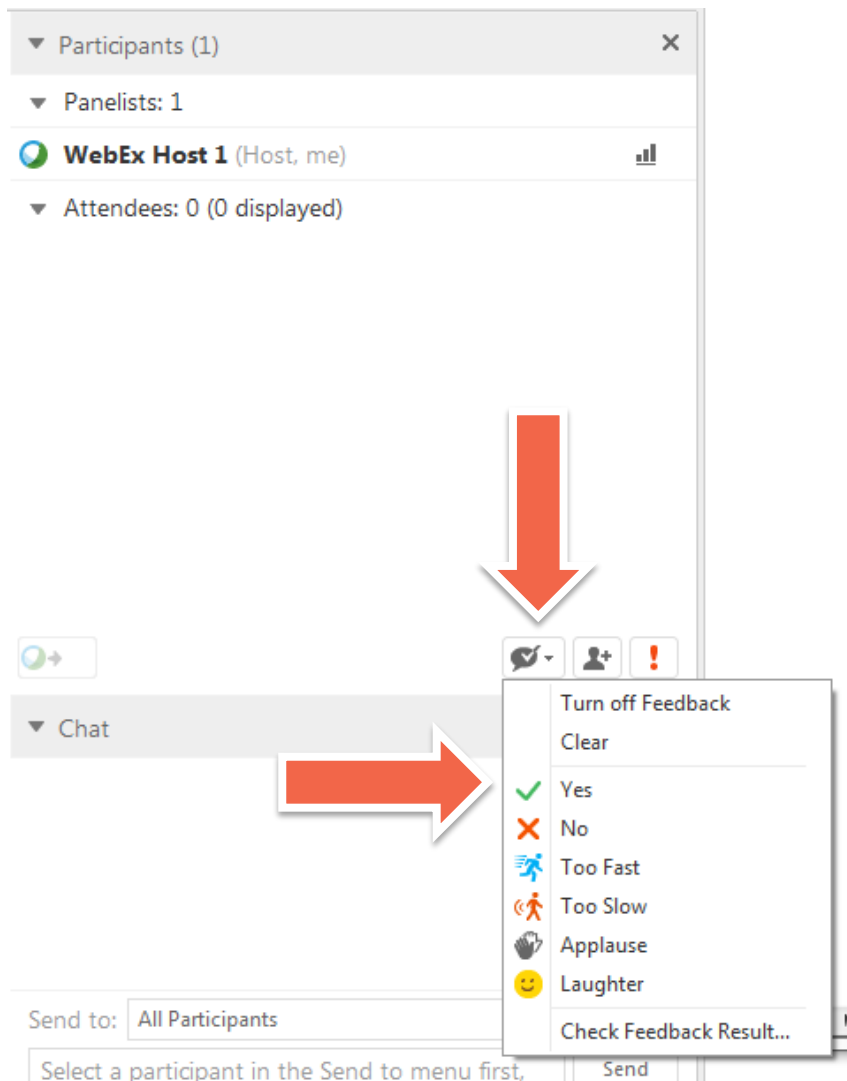 Participants (1)
Panelists: 1
WebEx Host 1 (Host, me)
Attendees: 0 (0 displayed)
Chat
Turn off Feedback
Clear
Yes
No
Too Fast
Too Slow
Applause
Laughter
Check Feedback Result...
Send to: All Participants
Select a participant in the Send to menu first,
Send